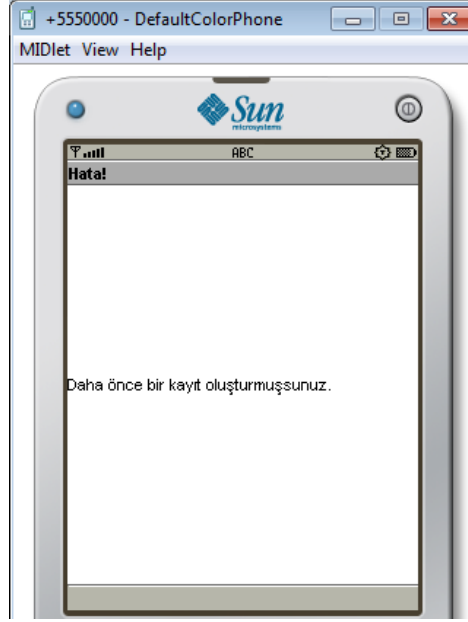 +5550000 - DefaultColorPhone
MIDlet View Help
Sun
microsystems
ABC
Hata!
Daha önce bir kayıt oluşturmuşsunuz.